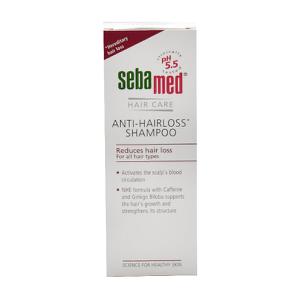 *Hereditary
hair loss
pH
5.5
sebamed®
HAIR CARE
ANTI-HAIRLOSS*
SHAMPOO
Reduces hair loss
For all hair types
• Activates the scalp's blood
circulation
• NHE formula with Caffeine
and Ginkgo Biloba supports
the hair's growth and
strengthens its structure
SCIENCE FOR HEALTHY SKIN